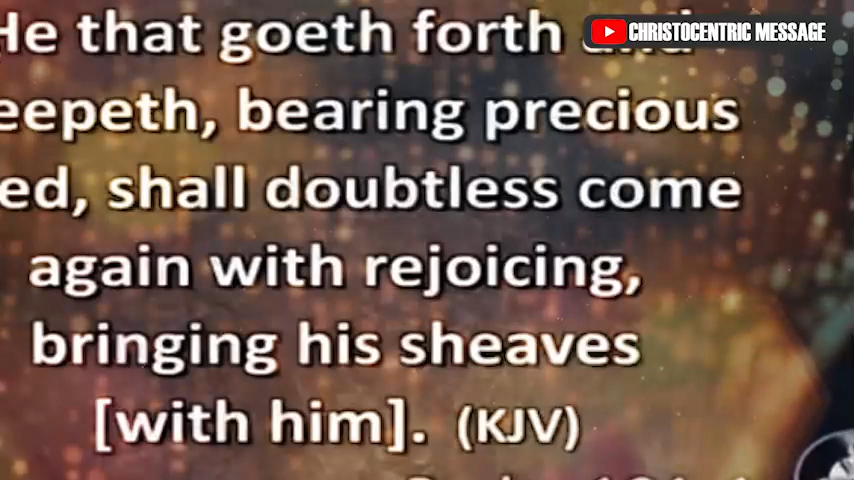 He that goeth forth and
CHRISTOCENTRIC MESSAGE
eepeth, bearing precious
ed, shall doubtless come
again with rejoicing,
bringing his sheaves
[with him]. (KJV)